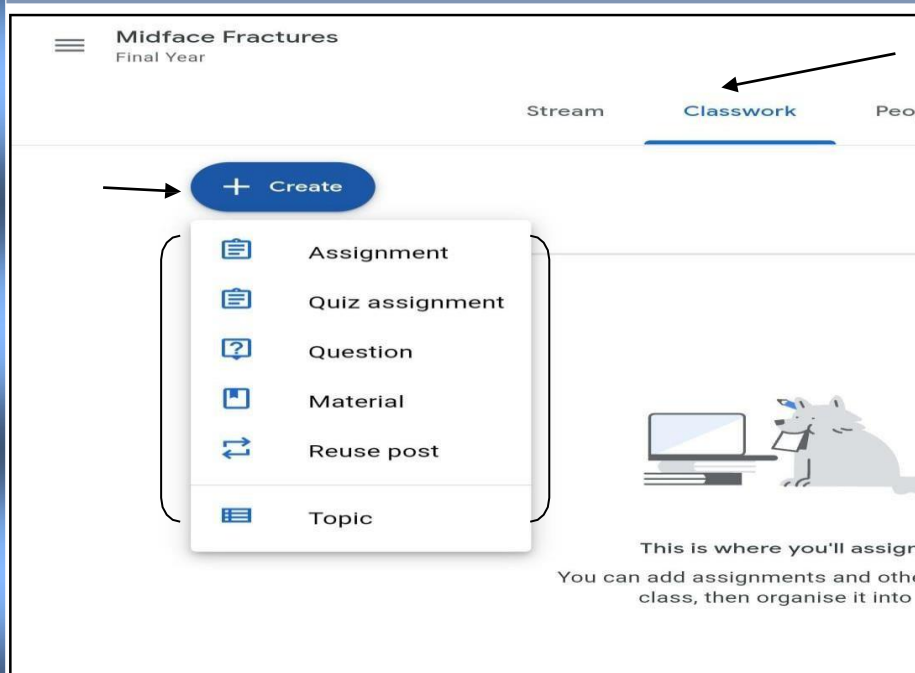 Midface Fractures
Final Year
Stream Classwork Peo
+ Create
Assignment
Quiz assignment
Question
Material
Reuse post
Topic
This is where you'll assign
You can add assignments and othe
class, then organise it into